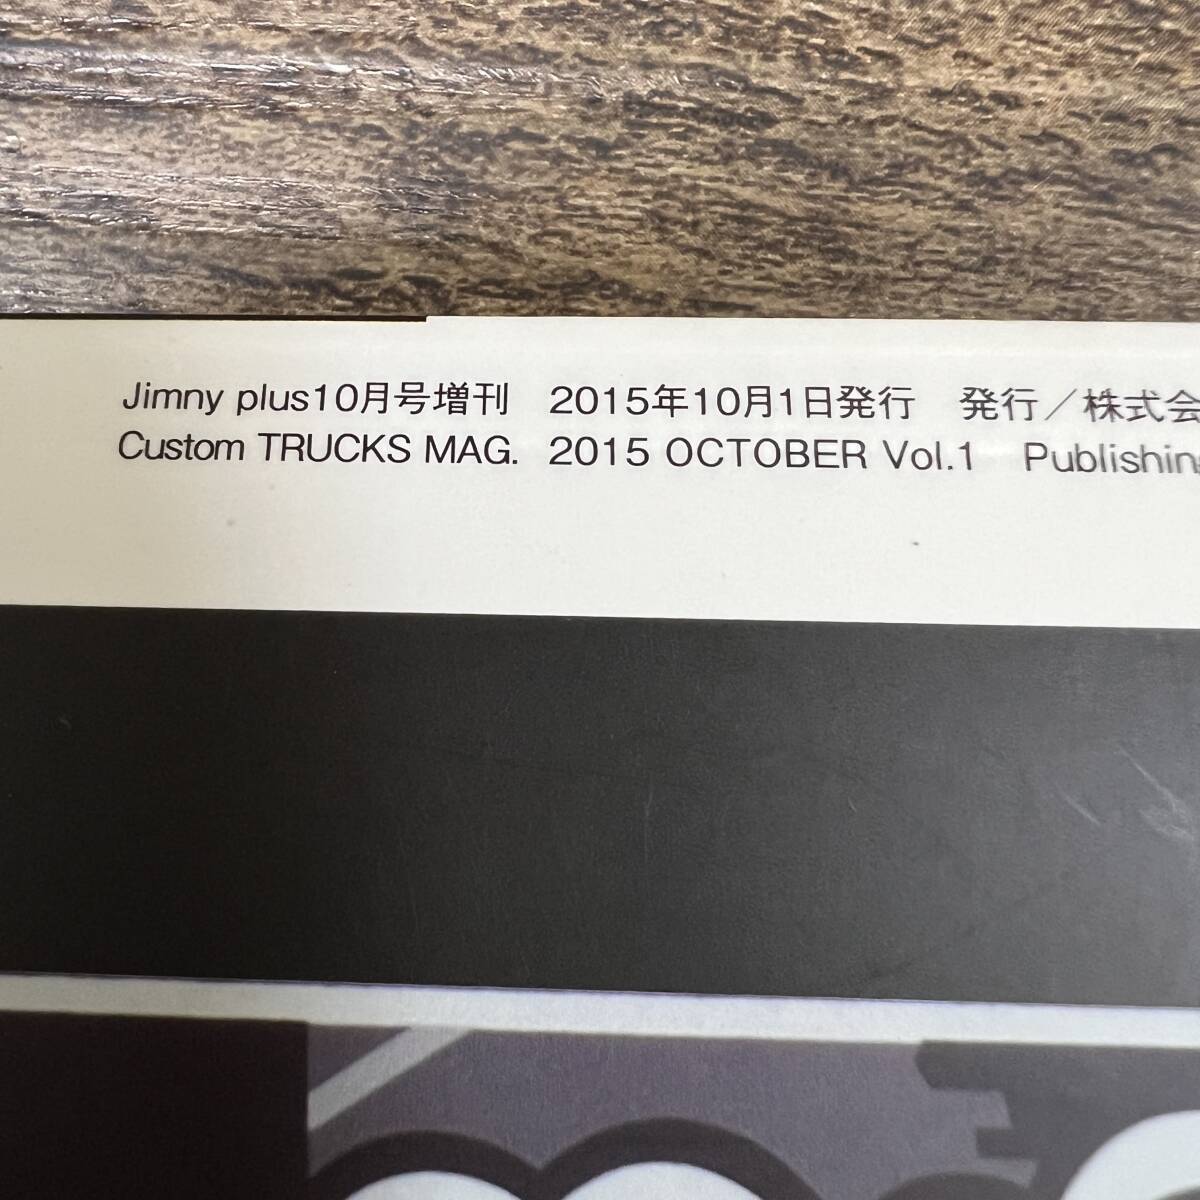 Jimny plus10月号増刊　2015年10月1日発行　発行／株式会
Custom TRUCKS MAG.　2015 OCTOBER Vol.1　Publishing